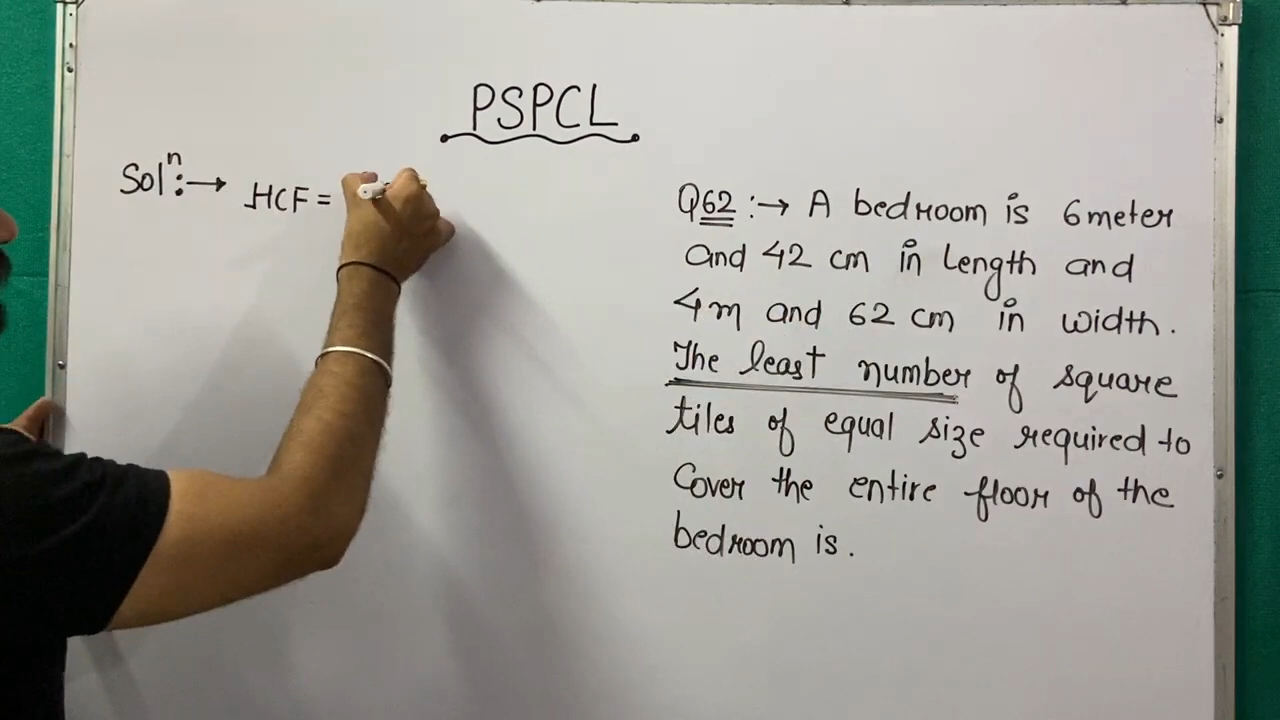 PSPCL
Solⁿ:→ HCF =
Q62 :→ A bedroom is 6 meter
and 42 cm in length and
4m and 62 cm in width.
The least number of square
tiles of equal size required to
Cover the entire floor of the
bedroom is.